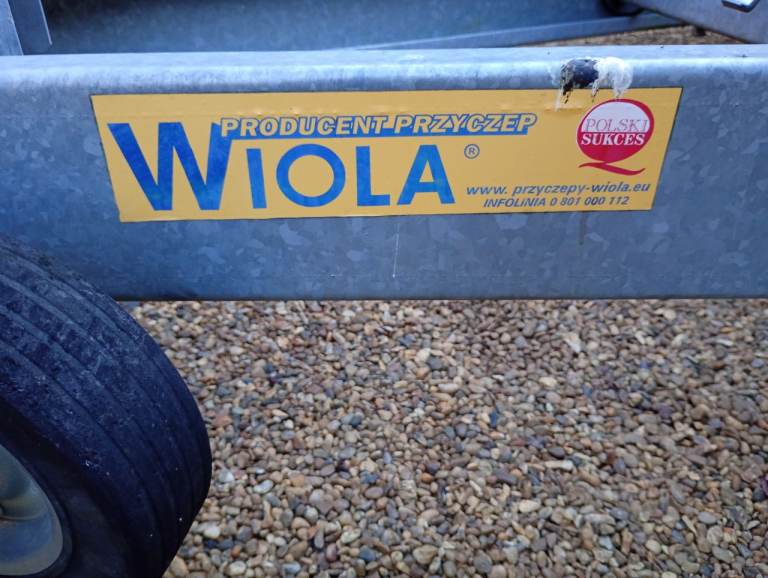 PRODUCENT PRZYCZEP
WIOLA ®
POLSKI
SUKCES
www. przyczepy-wiola.eu
INFOLiNIA 0 801 000 112